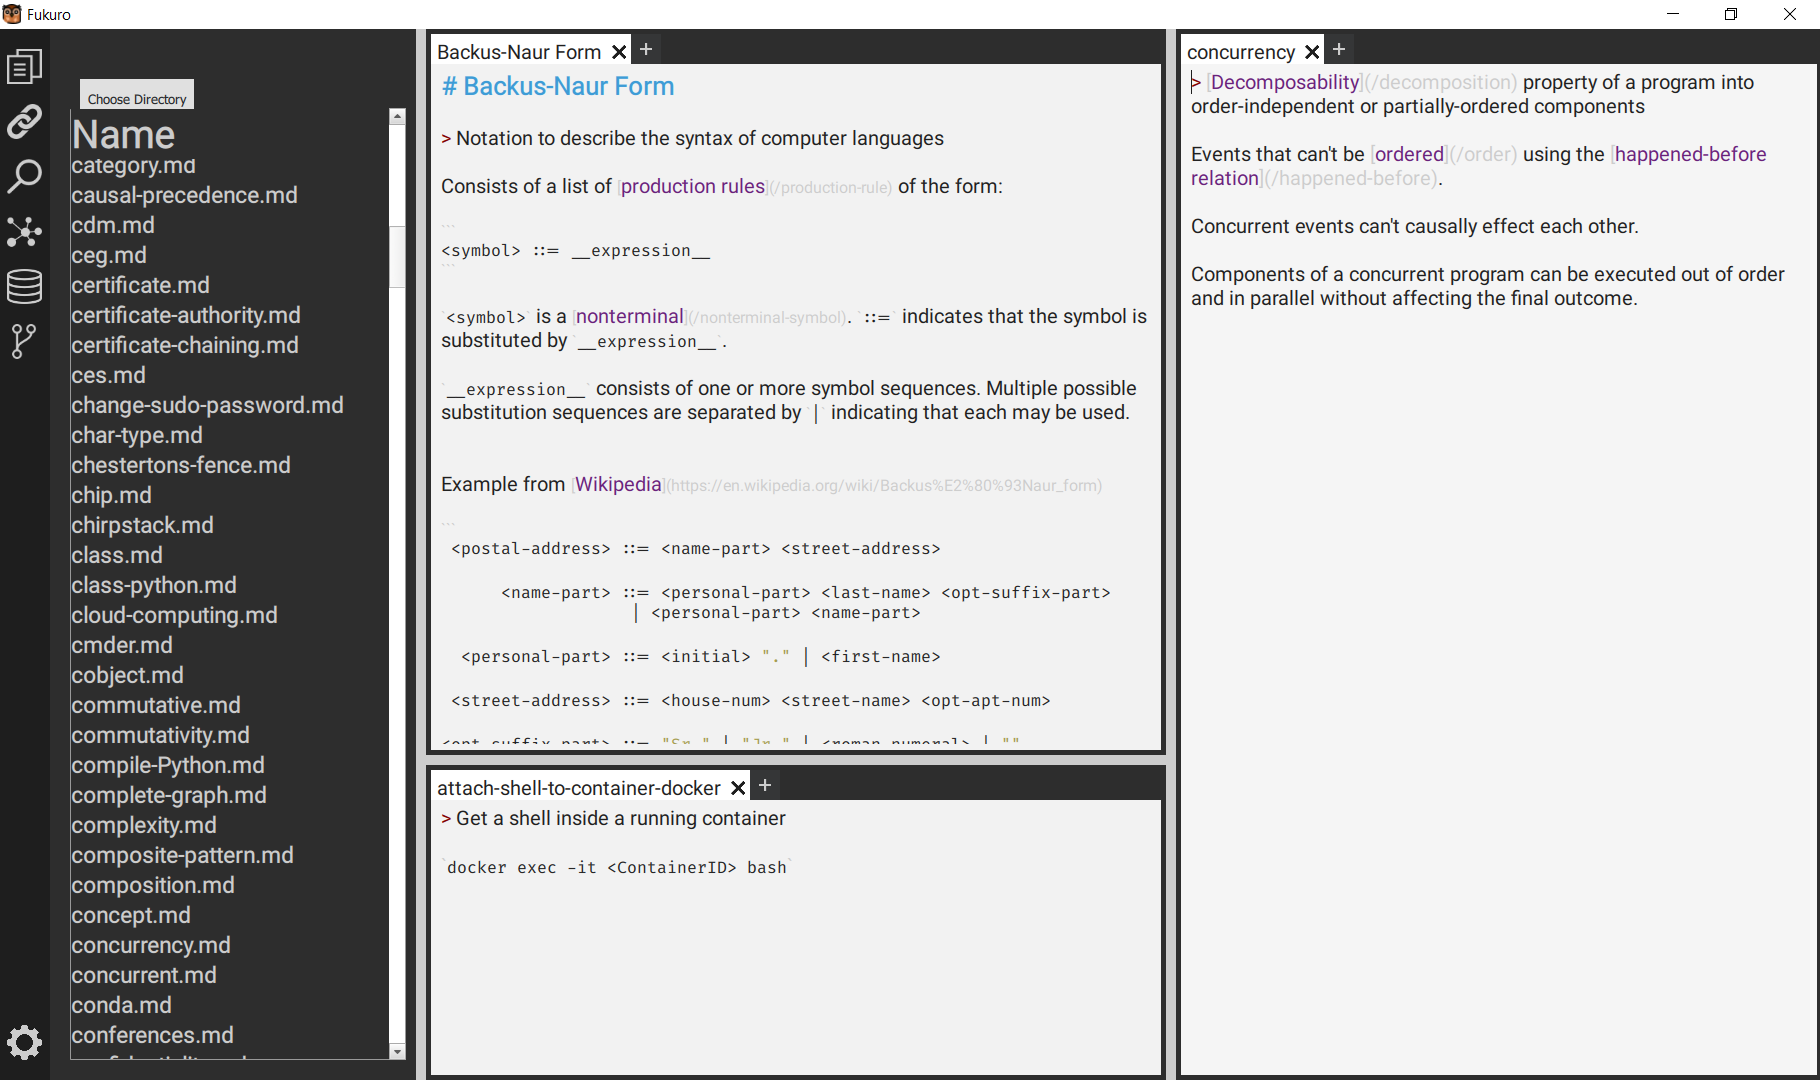 Fukuro
Choose Directory
Name
category.md
causal-precedence.md
cdm.md
ceg.md
certificate.md
certificate-authority.md
certificate-chaining.md
ces.md
change-sudo-password.md
char-type.md
chestertons-fence.md
chip.md
chirpstack.md
class.md
class-python.md
cloud-computing.md
cmder.md
cobject.md
commutative.md
commutativity.md
compile-Python.md
complete-graph.md
complexity.md
composite-pattern.md
composition.md
concept.md
concurrency.md
concurrent.md
conda.md
conferences.md
Backus-Naur Form
# Backus-Naur Form
> Notation to describe the syntax of computer languages
Consists of a list of [production rules](/production-rule) of the form:
```
<symbol> ::= __expression__
```
`<symbol>` is a [nonterminal](/nonterminal-symbol). `::=` indicates that the symbol is
substituted by `__expression__`.
`__expression__` consists of one or more symbol sequences. Multiple possible
substitution sequences are separated by `|` indicating that each may be used.
Example from [Wikipedia](https://en.wikipedia.org/wiki/Backus%E2%80%93Naur_form)
```
<postal-address> ::= <name-part> <street-address>
<name-part> ::= <personal-part> <last-name> <opt-suffix-part>
| <personal-part> <name-part>
<personal-part> ::= <initial> "." | <first-name>
<street-address> ::= <house-num> <street-name> <opt-apt-num>
<opt-suffix-part> ::= "Sr." | "Jr." | <roman-numeral> | ""
attach-shell-to-container-docker
> Get a shell inside a running container
`docker exec -it <ContainerID> bash`
concurrency
> [Decomposability](/decomposition) property of a program into
order-independent or partially-ordered components
Events that can't be [ordered](/order) using the [happened-before
relation](/happened-before).
Concurrent events can't causally effect each other.
Components of a concurrent program can be executed out of order
and in parallel without affecting the final outcome.